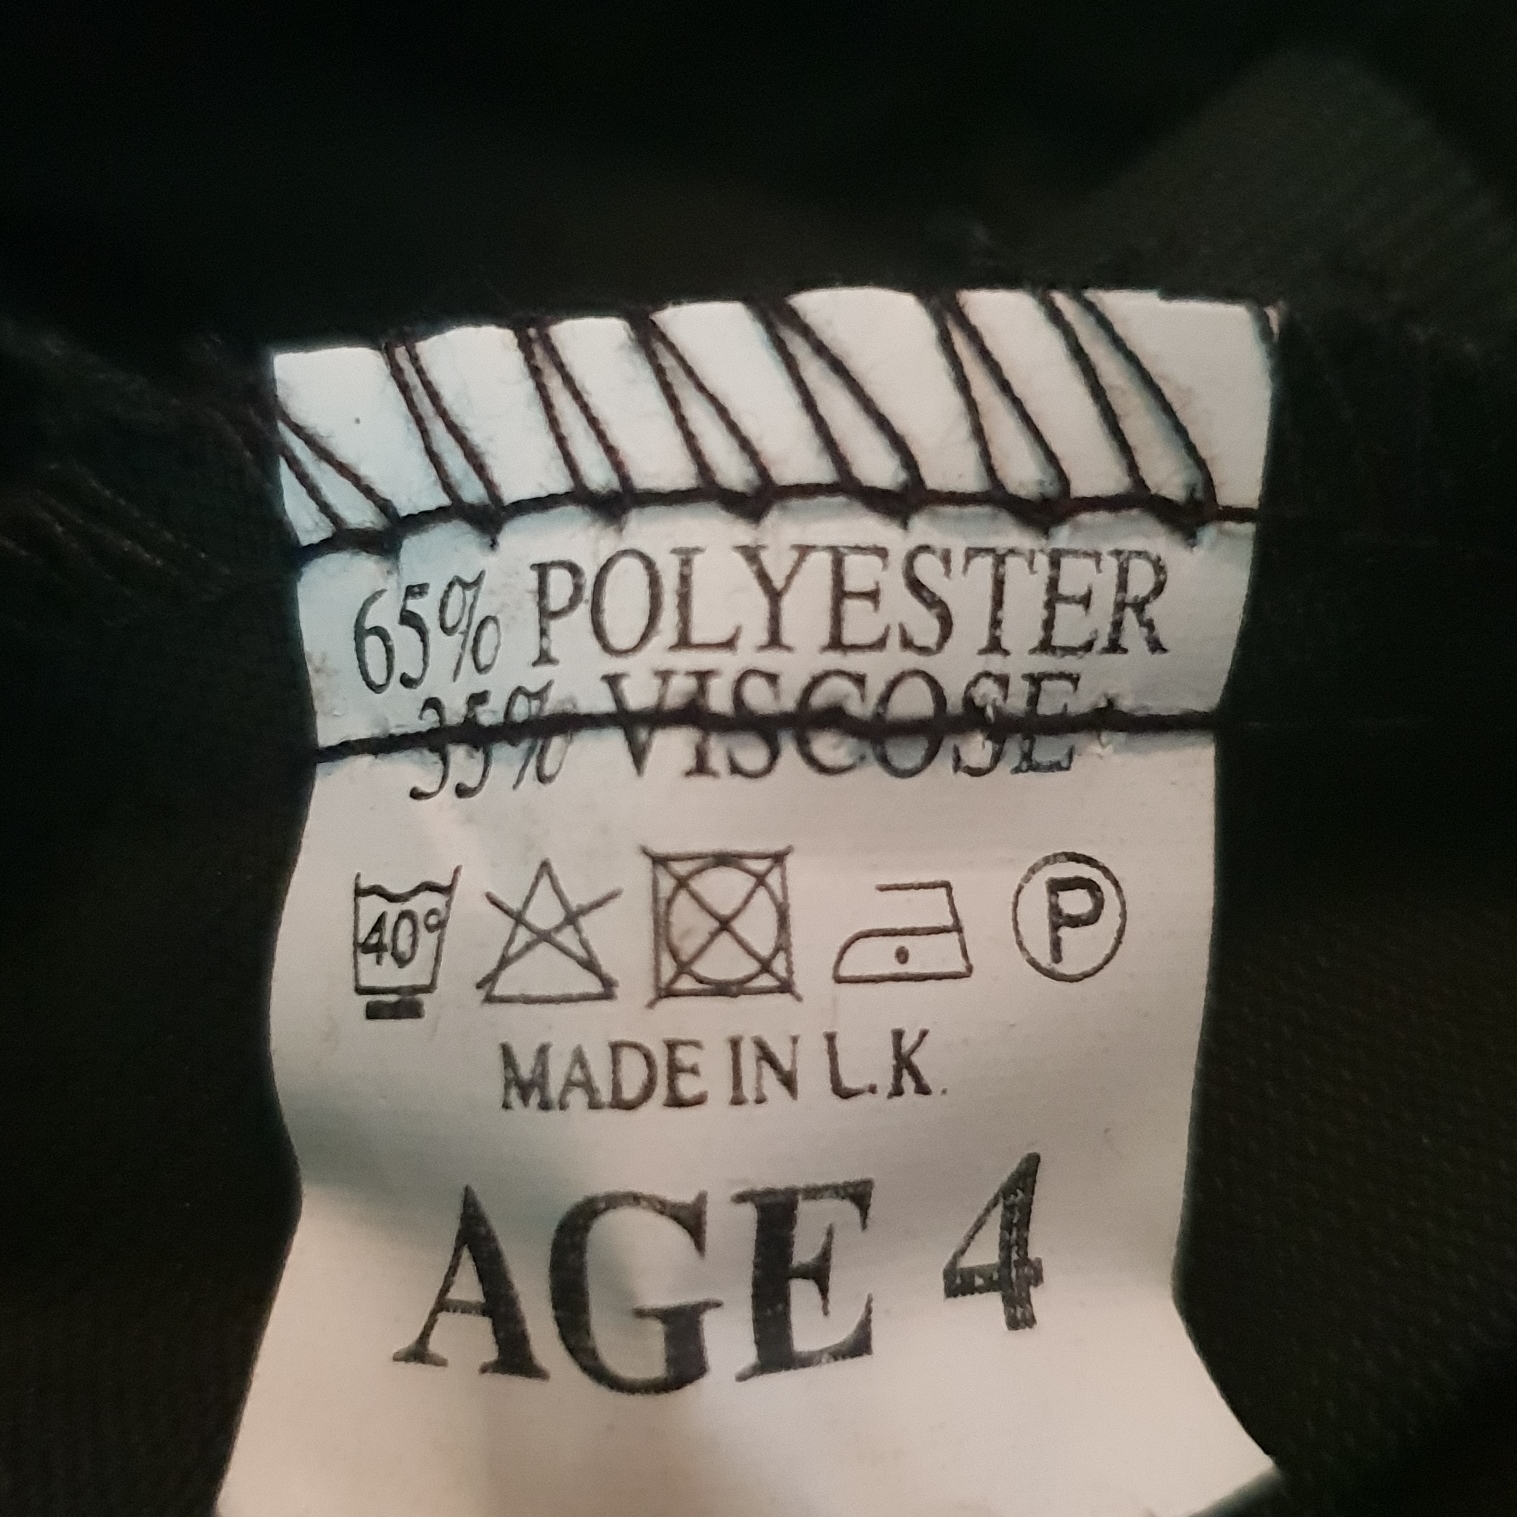 65% POLYESTER
35% VISCOSE
40°
P
MADE IN L.K.
AGE 4